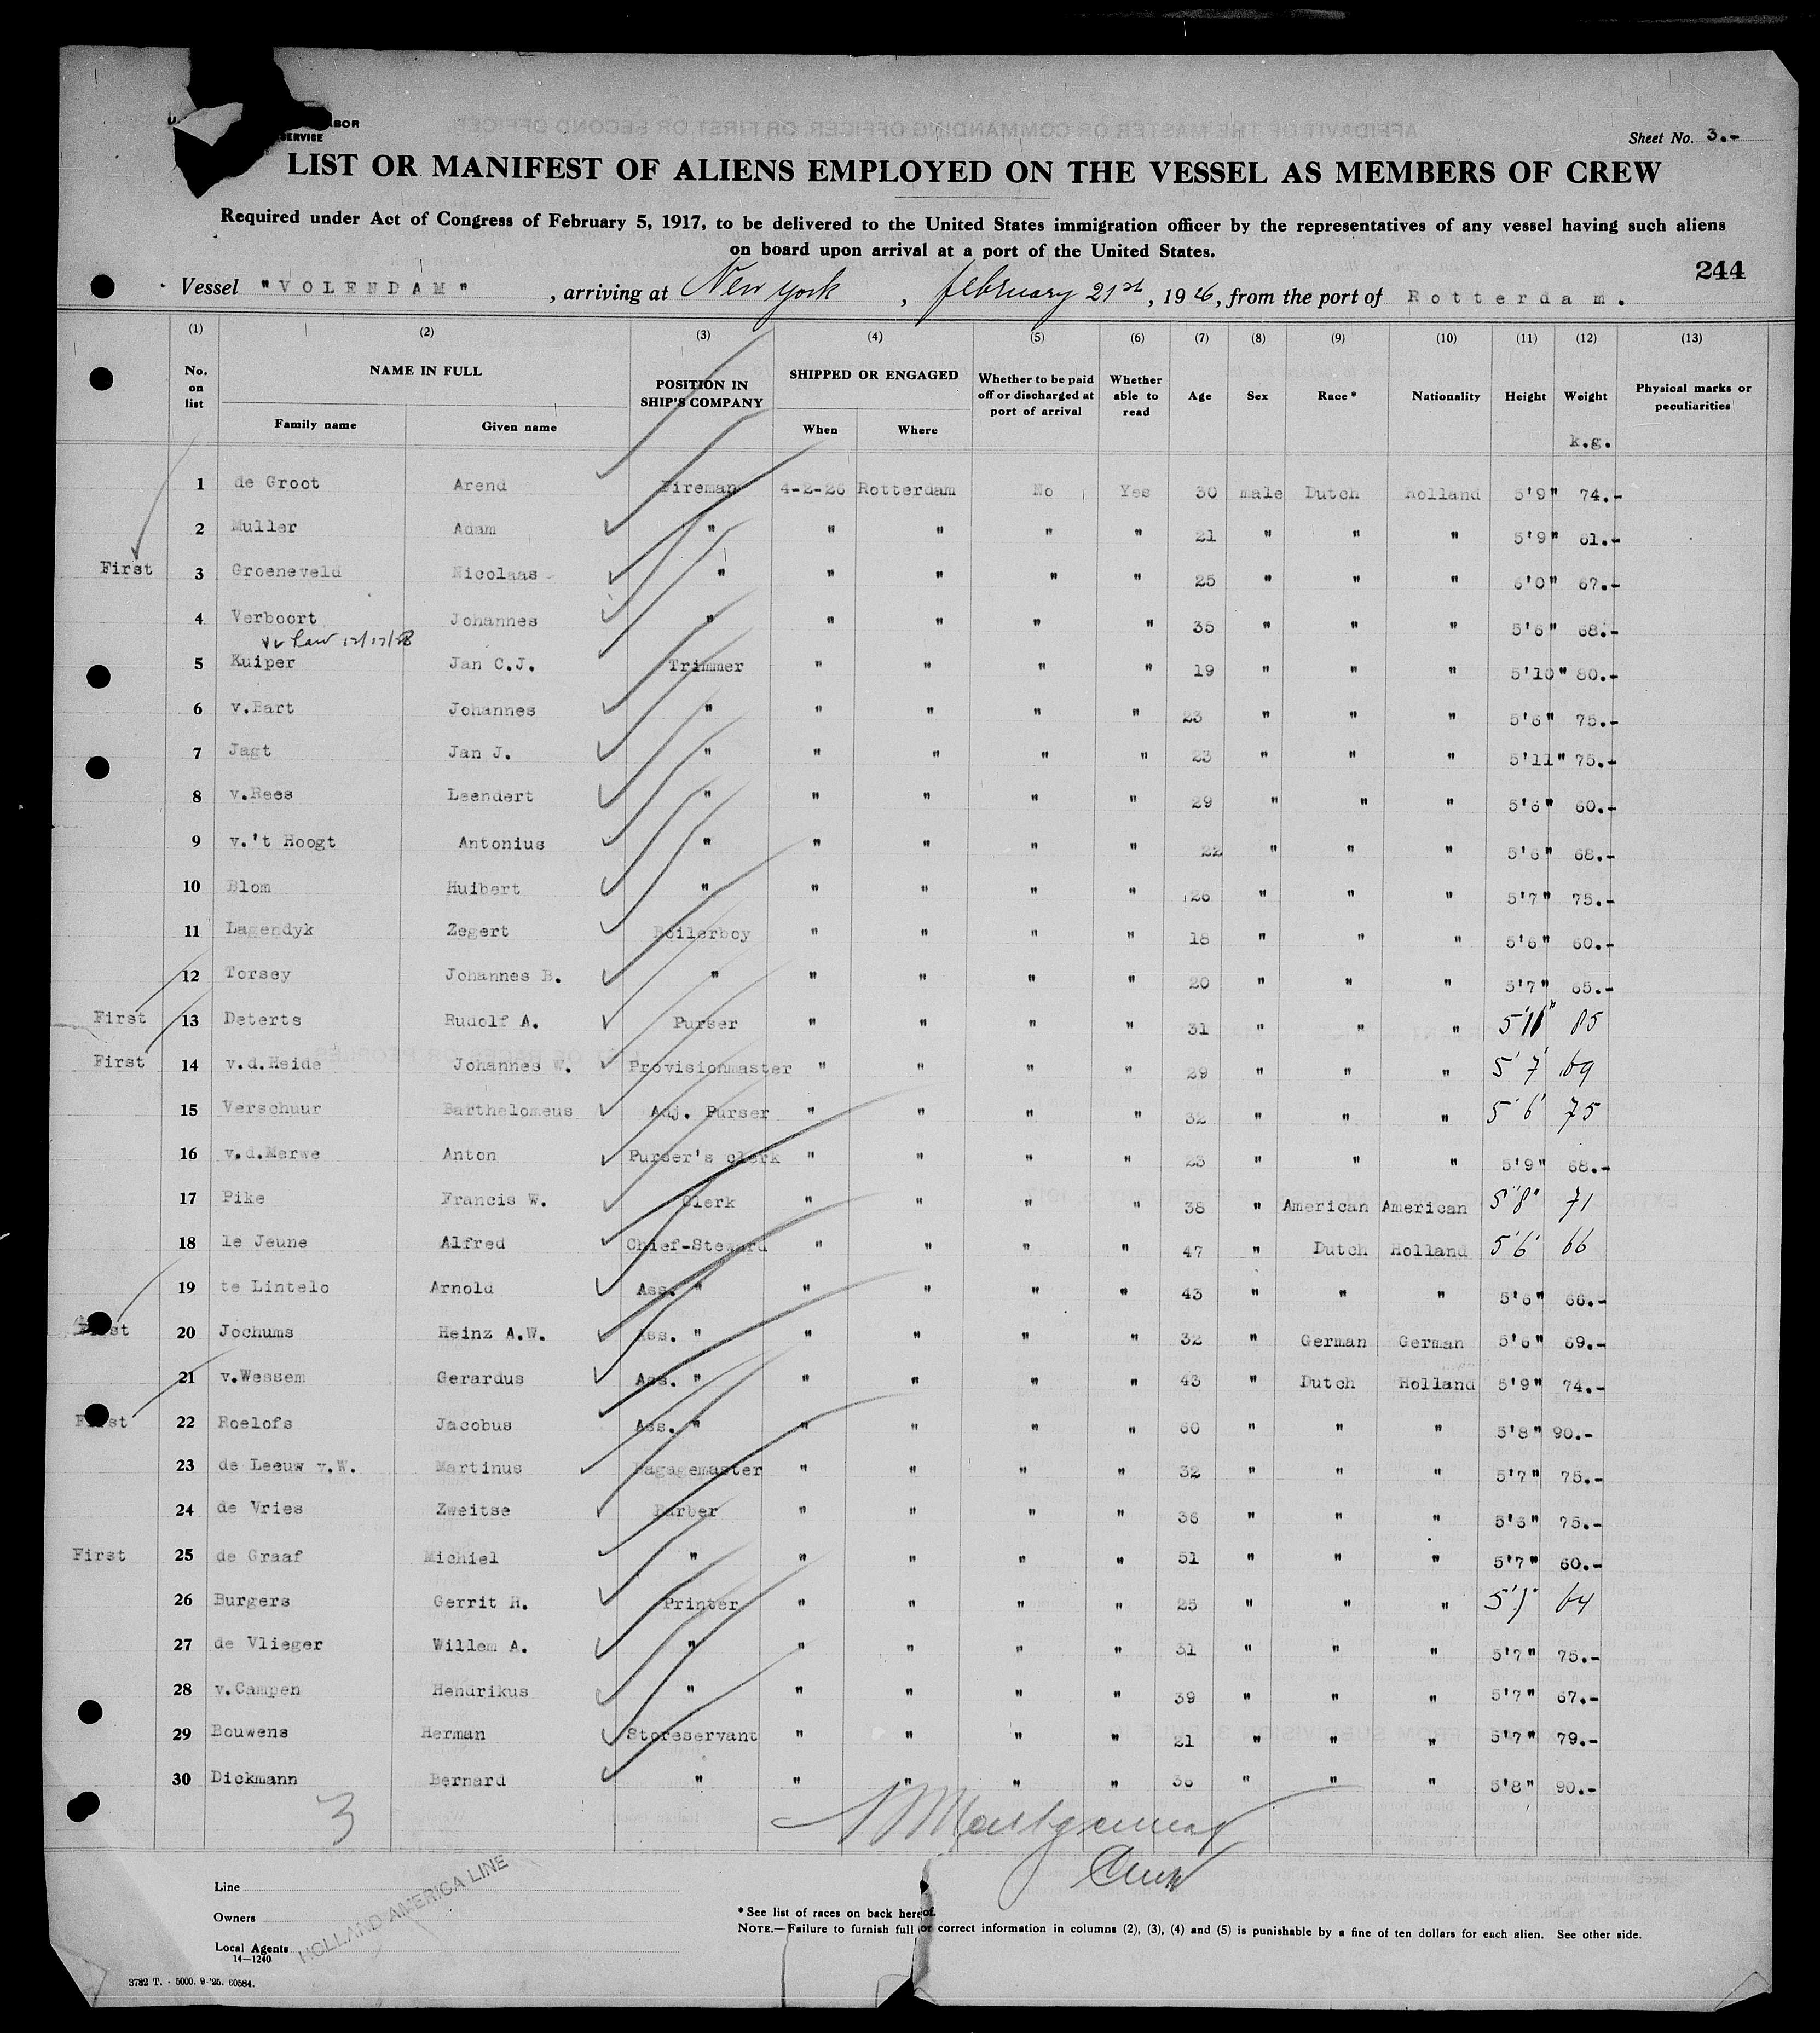 ABOR
SERVICE
Sheet No. 3.-
LIST OR MANIFEST OF ALIENS EMPLOYED ON THE VESSEL AS MEMBERS OF CREW
Required under Act of Congress of February 5, 1917, to be delivered to the United States immigration officer by the representatives of any vessel having such aliens
on board upon arrival at a port of the United States.
244
Vessel "VOLENDAM" , arriving at New York , february 21st , 1926, from the port of Rotterdam.
(1) (2) (3) (4) (5) (6) (7) (8) (9) (10) (11) (12) (13)
No. on list NAME IN FULL Family name Given name POSITION IN SHIP'S COMPANY SHIPPED OR ENGAGED When Where Whether to be paid off or discharged at port of arrival Whether able to read Age Sex Race* Nationality Height Weight Physical marks or peculiarities
k.g.
1 de Groot Arend Fireman 4-2-26 Rotterdam No Yes 30 male Dutch Holland 5'9" 74.-
2 Muller Adam " " " " " 21 " " " 5'9" 61.-
First 3 Groeneveld Nicolaas " " " " " 25 " " " 6'0" 67.-
4 Verboort Johannes " " " " " 35 " " " 5'6" 68.-
12/17/28
5 Kuiper Jan C.J. Trimmer " " " " 19 " " " 5'10" 80.-
6 v.Bart Johannes " " " " " 23 " " " 5'6" 75.-
7 Jagt Jan J. " " " " " 23 " " " 5'11" 75.-
8 v.Rees Leendert " " " " " 29 " " " 5'6" 60.-
9 v.'t Hoogt Antonius " " " " " 22 " " " 5'6" 68.-
10 Blom Huibert " " " " " 26 " " " 5'7" 75.-
11 Lagendyk Zegert Boilerboy " " " " 18 " " " 5'6" 60.-
12 Torsey Johannes B. " " " " " 20 " " " 5'7" 65.-
First 13 Deterts Rudolf A. Purser " " " " 31 " " " 5'11" 85
First 14 v.d.Heide Johannes W. Provisionmaster " " " " 29 " " " 5'7' 69
15 Verschuur Barthelomeus Adj. Purser " " " " 32 " " " 5'6' 75
16 v.d.Merwe Anton Purser's clerk " " " " 23 " " " 5'9" 68.-
17 Pike Francis W. Clerk " " " " 38 " American American 5'8" 71
18 le Jeune Alfred Chief-Steward " " " " 47 " Dutch Holland 5'6' 66
19 te Lintelo Arnold Ass. " " " " " 43 " " " 5'6" 66.-
First 20 Jochums Heinz A.W. Ass. " " " " " 32 " German German 5'6" 69.-
21 v.Wessem Gerardus Ass. " " " " " 43 " Dutch Holland 5'9" 74.-
First 22 Roelofs Jacobus Ass. " " " " " 60 " " " 5'8" 90.-
23 de Leeuw v.W. Martinus Bagagemaster " " " " 32 " " " 5'7" 75.-
24 de Vries Zweitse Barber " " " " 36 " " " 5'6" 75.-
First 25 de Graaf Michiel " " " " " 51 " " " 5'7" 60.-
26 Burgers Gerrit H. Printer " " " " 25 " " " 64
27 de Vlieger Willem A. " " " " " 31 " " " 5'7" 75.-
28 v.Campen Hendrikus " " " " " 39 " " " 5'7" 67.-
29 Bouwens Herman Storeservant " " " " 21 " " " 5'7" 79.-
30 Dickmann Bernard " " " " " 36 " " " 5'8" 90.-
3
Montgomery
Line
Owners
Local Agents
HOLLAND AMERICA LINE
14—1240
* See list of races on back hereof.
NOTE.—Failure to furnish full or correct information in columns (2), (3), (4) and (5) is punishable by a fine of ten dollars for each alien. See other side.
3782 T. - 5000. 9-'25. 60584.